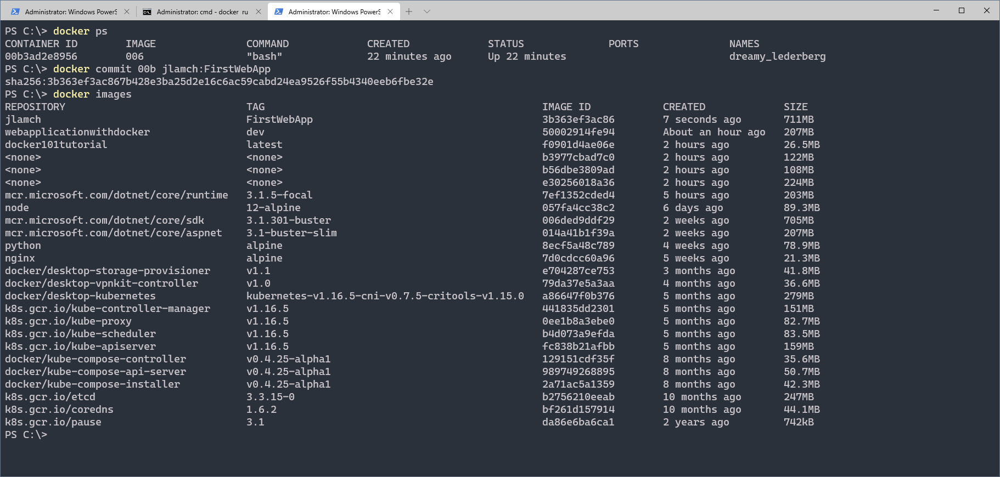 Administrator: Windows PowerS
Administrator: cmd - docker ru
Administrator: Windows PowerS
PS C:\> docker ps
CONTAINER ID        IMAGE               COMMAND             CREATED             STATUS              PORTS               NAMES
00b3ad2e8956        006                 "bash"              22 minutes ago      Up 22 minutes                           dreamy_lederberg
PS C:\> docker commit 00b jlamch:FirstWebApp
sha256:3b363ef3ac867b428e3ba25d2e16c6ac59cabd24ea9526f55b4340eeb6fbe32e
PS C:\> docker images
REPOSITORY                              TAG                                              IMAGE ID            CREATED             SIZE
jlamch                                  FirstWebApp                                      3b363ef3ac86        7 seconds ago       711MB
webapplicationwithdocker                dev                                              50002914fe94        About an hour ago   207MB
docker101tutorial                       latest                                           f0901d4ae06e        2 hours ago         26.5MB
<none>                                  <none>                                           b3977cbad7c0        2 hours ago         122MB
<none>                                  <none>                                           b56dbe3809ad        2 hours ago         108MB
<none>                                  <none>                                           e30256018a36        2 hours ago         224MB
mcr.microsoft.com/dotnet/core/runtime   3.1.5-focal                                      7ef1352cded4        5 hours ago         203MB
node                                    12-alpine                                        057fa4cc38c2        6 days ago          89.3MB
mcr.microsoft.com/dotnet/core/sdk       3.1.301-buster                                   006ded9ddf29        2 weeks ago         705MB
mcr.microsoft.com/dotnet/core/aspnet    3.1-buster-slim                                  014a41b1f39a        2 weeks ago         207MB
python                                  alpine                                           8ecf5a48c789        4 weeks ago         78.9MB
nginx                                   alpine                                           7d0cdcc60a96        5 weeks ago         21.3MB
docker/desktop-storage-provisioner      v1.1                                             e704287ce753        3 months ago        41.8MB
docker/desktop-vpnkit-controller        v1.0                                             79da37e5a3aa        4 months ago        36.6MB
docker/desktop-kubernetes               kubernetes-v1.16.5-cni-v0.7.5-critools-v1.15.0   a86647f0b376        5 months ago        279MB
k8s.gcr.io/kube-controller-manager      v1.16.5                                          441835dd2301        5 months ago        151MB
k8s.gcr.io/kube-proxy                   v1.16.5                                          0ee1b8a3ebe0        5 months ago        82.7MB
k8s.gcr.io/kube-scheduler               v1.16.5                                          b4d073a9efda        5 months ago        83.5MB
k8s.gcr.io/kube-apiserver               v1.16.5                                          fc838b21afbb        5 months ago        159MB
docker/kube-compose-controller          v0.4.25-alpha1                                   129151cdf35f        8 months ago        35.6MB
docker/kube-compose-api-server          v0.4.25-alpha1                                   989749268895        8 months ago        50.7MB
docker/kube-compose-installer           v0.4.25-alpha1                                   2a71ac5a1359        8 months ago        42.3MB
k8s.gcr.io/etcd                         3.3.15-0                                         b2756210eeab        10 months ago       247MB
k8s.gcr.io/coredns                      1.6.2                                            bf261d157914        10 months ago       44.1MB
k8s.gcr.io/pause                        3.1                                              da86e6ba6ca1        2 years ago         742kB
PS C:\>